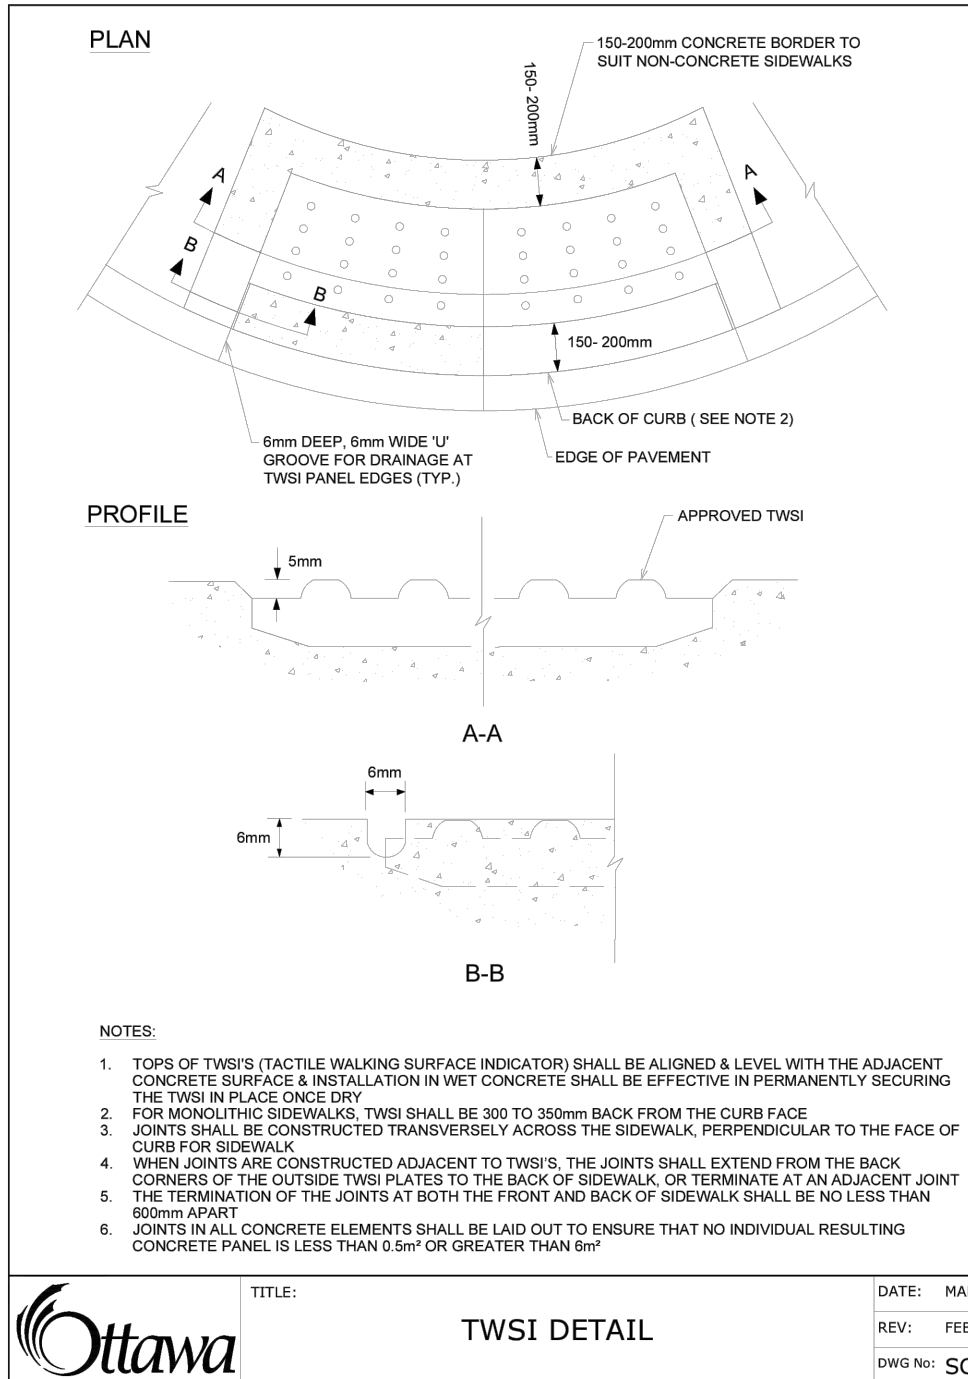 PLAN
150-200mm CONCRETE BORDER TO
SUIT NON-CONCRETE SIDEWALKS
150- 200mm
A
A
B
B
150- 200mm
BACK OF CURB ( SEE NOTE 2)
6mm DEEP, 6mm WIDE 'U'
GROOVE FOR DRAINAGE AT
TWSI PANEL EDGES (TYP.)
EDGE OF PAVEMENT
PROFILE
APPROVED TWSI
5mm
A-A
6mm
6mm
B-B
NOTES:
1. TOPS OF TWSI'S (TACTILE WALKING SURFACE INDICATOR) SHALL BE ALIGNED & LEVEL WITH THE ADJACENT
CONCRETE SURFACE & INSTALLATION IN WET CONCRETE SHALL BE EFFECTIVE IN PERMANENTLY SECURING
THE TWSI IN PLACE ONCE DRY
2. FOR MONOLITHIC SIDEWALKS, TWSI SHALL BE 300 TO 350mm BACK FROM THE CURB FACE
3. JOINTS SHALL BE CONSTRUCTED TRANSVERSELY ACROSS THE SIDEWALK, PERPENDICULAR TO THE FACE OF
CURB FOR SIDEWALK
4. WHEN JOINTS ARE CONSTRUCTED ADJACENT TO TWSI'S, THE JOINTS SHALL EXTEND FROM THE BACK
CORNERS OF THE OUTSIDE TWSI PLATES TO THE BACK OF SIDEWALK, OR TERMINATE AT AN ADJACENT JOINT
5. THE TERMINATION OF THE JOINTS AT BOTH THE FRONT AND BACK OF SIDEWALK SHALL BE NO LESS THAN
600mm APART
6. JOINTS IN ALL CONCRETE ELEMENTS SHALL BE LAID OUT TO ENSURE THAT NO INDIVIDUAL RESULTING
CONCRETE PANEL IS LESS THAN 0.5m² OR GREATER THAN 6m²
Ottawa
TITLE:
TWSI DETAIL
DATE:
REV:
DWG No: